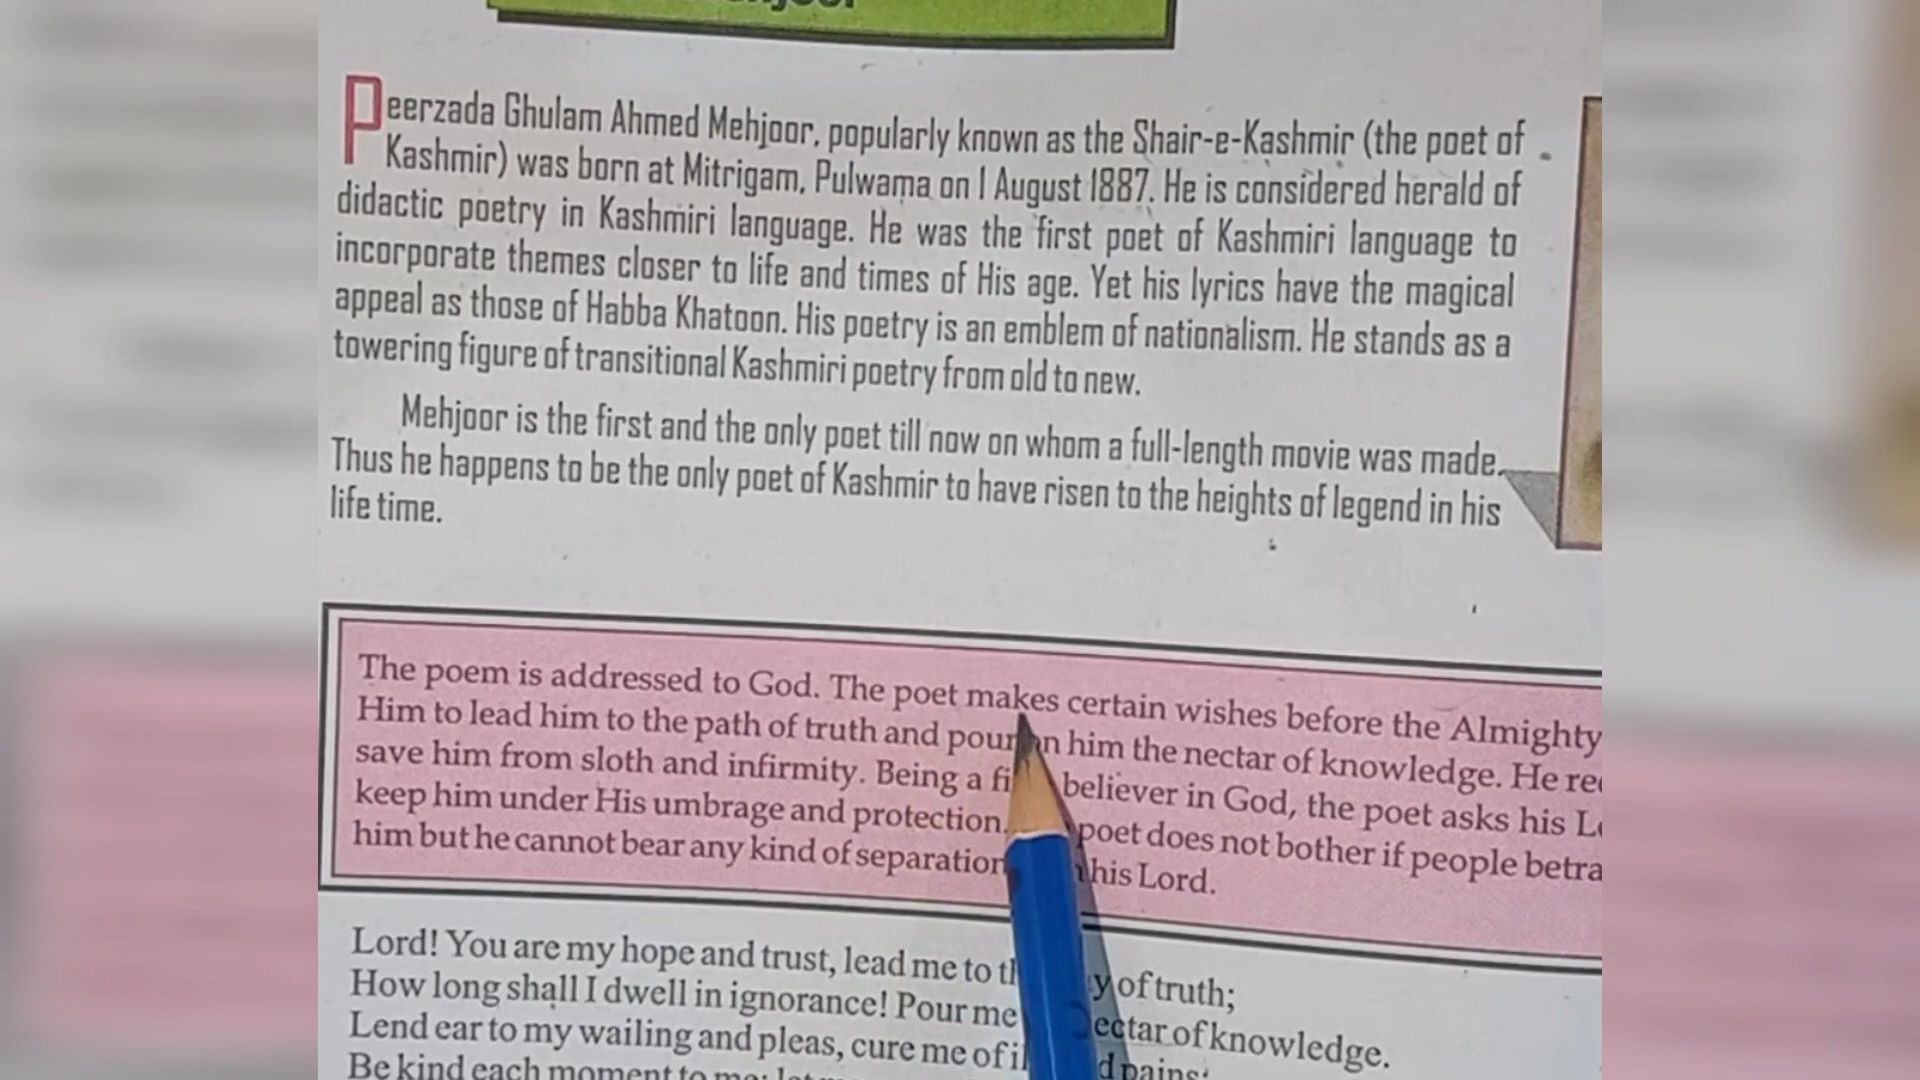 Peerzada Ghulam Ahmed Mehjoor, popularly known as the Shair-e-Kashmir (the poet of
Kashmir) was born at Mitrigam, Pulwama on 1 August 1887. He is considered herald of
didactic poetry in Kashmiri language. He was the first poet of Kashmiri language to
incorporate themes closer to life and times of His age. Yet his lyrics have the magical
appeal as those of Habba Khatoon. His poetry is an emblem of nationalism. He stands as a
towering figure of transitional Kashmiri poetry from old to new.
Mehjoor is the first and the only poet till now on whom a full-length movie was made.
Thus he happens to be the only poet of Kashmir to have risen to the heights of legend in his
life time.
The poem is addressed to God. The poet makes certain wishes before the Almighty
Him to lead him to the path of truth and pour on him the nectar of knowledge. He
save him from sloth and infirmity. Being a believer in God, the poet asks his
keep him under His umbrage and protection. poet does not bother if people
him but he cannot bear any kind of separation his Lord.
Lord! You are my hope and trust, lead me to of truth;
How long shall I dwell in ignorance! Pour me of knowledge.
Lend ear to my wailing and pleas, cure me of pains;
Be kind each moment to me;